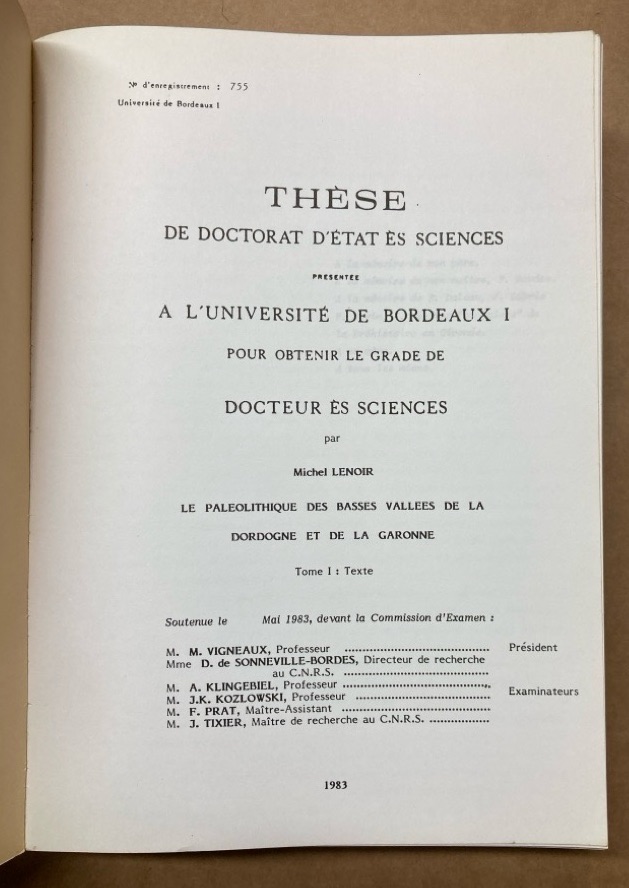 Nº d'enregistrement : 755
Université de Bordeaux I
THÈSE
DE DOCTORAT D'ÉTAT ÈS SCIENCES
PRÉSENTÉE
A L'UNIVERSITÉ DE BORDEAUX I
POUR OBTENIR LE GRADE DE
DOCTEUR ÈS SCIENCES
par
Michel LENOIR
LE PALEOLITHIQUE DES BASSES VALLEES DE LA
DORDOGNE ET DE LA GARONNE
Tome I : Texte
Soutenue le Mai 1983, devant la Commission d'Examen :
M. M. VIGNEAUX, Professeur ........................................ Président
Mme D. de SONNEVILLE-BORDES, Directeur de recherche
au C.N.R.S. ........................................
M. A. KLINGEBIEL, Professeur ........................................
M. J.K. KOZLOWSKI, Professeur ..................................... Examinateurs
M. F. PRAT, Maître-Assistant ........................................
M. J. TIXIER, Maître de recherche au C.N.R.S. .................
1983